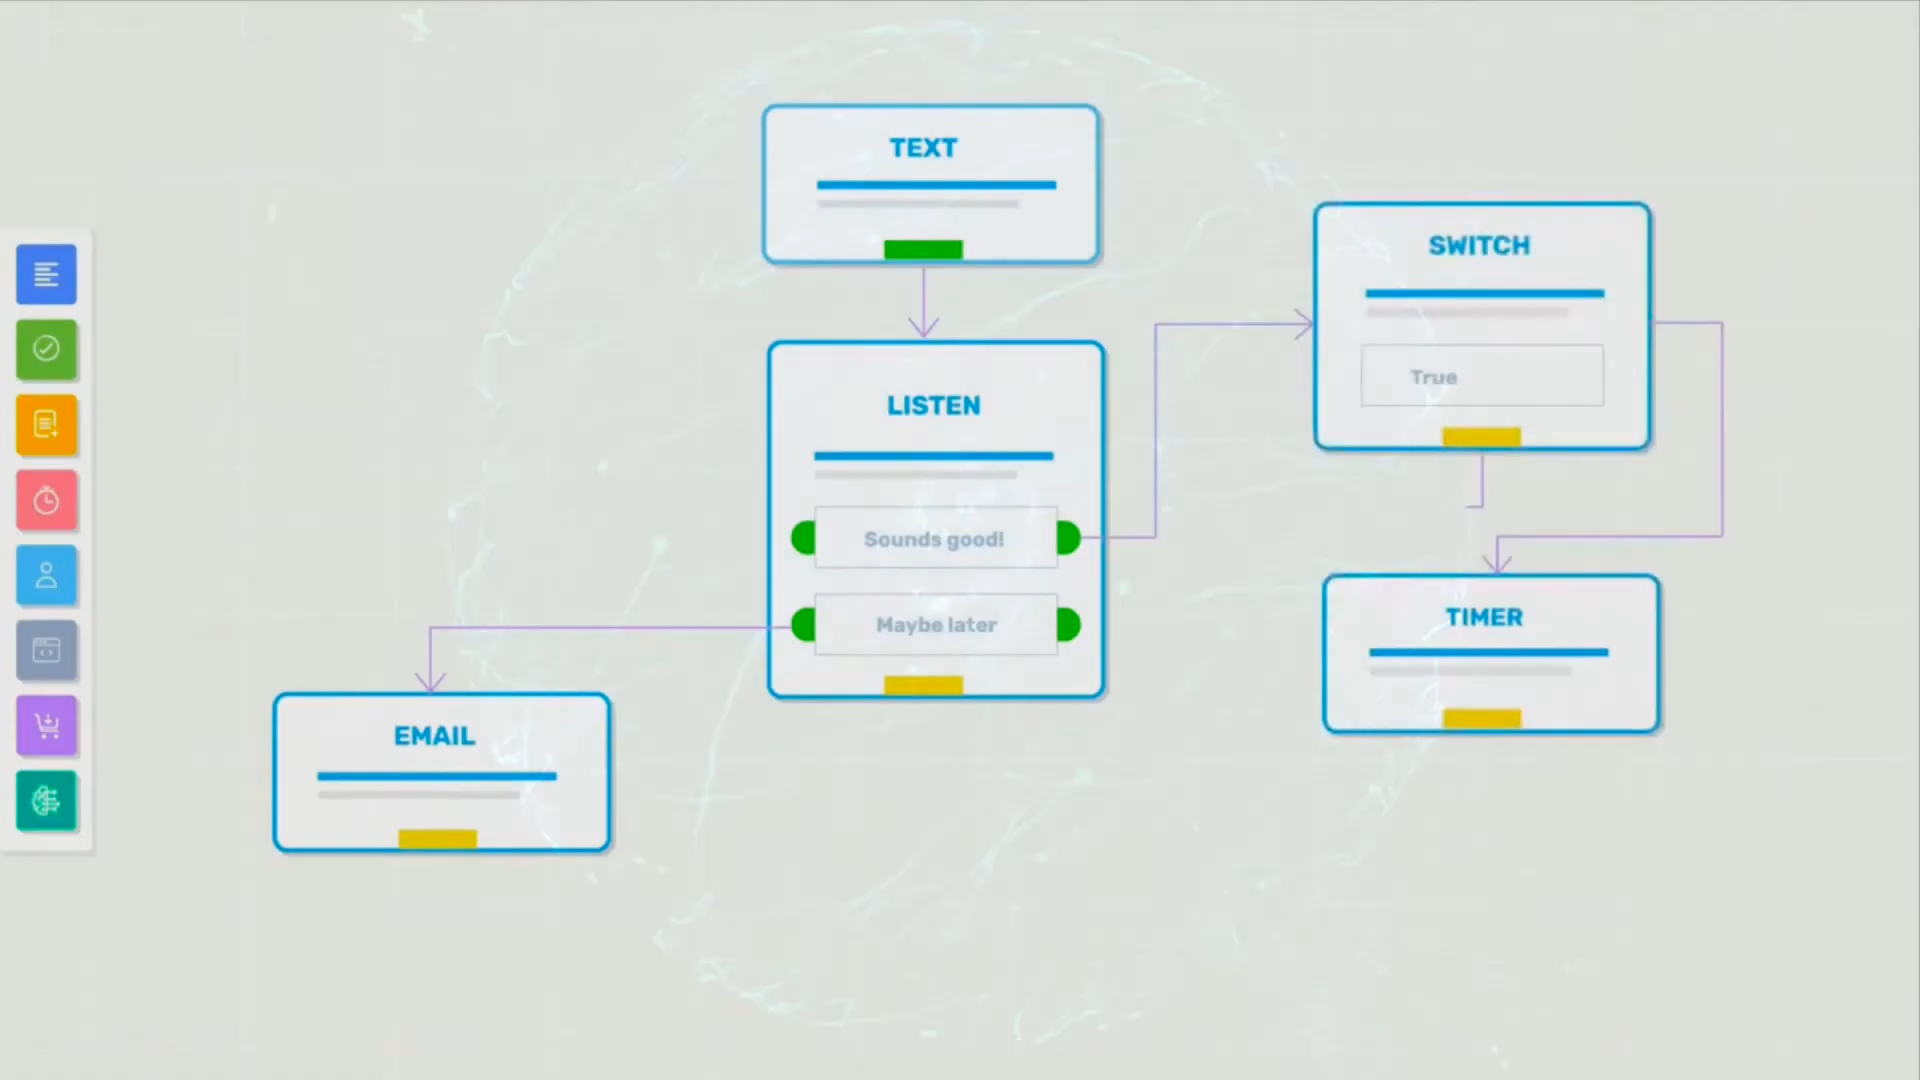 TEXT
SWITCH
True
LISTEN
Sounds good!
Maybe later
TIMER
EMAIL